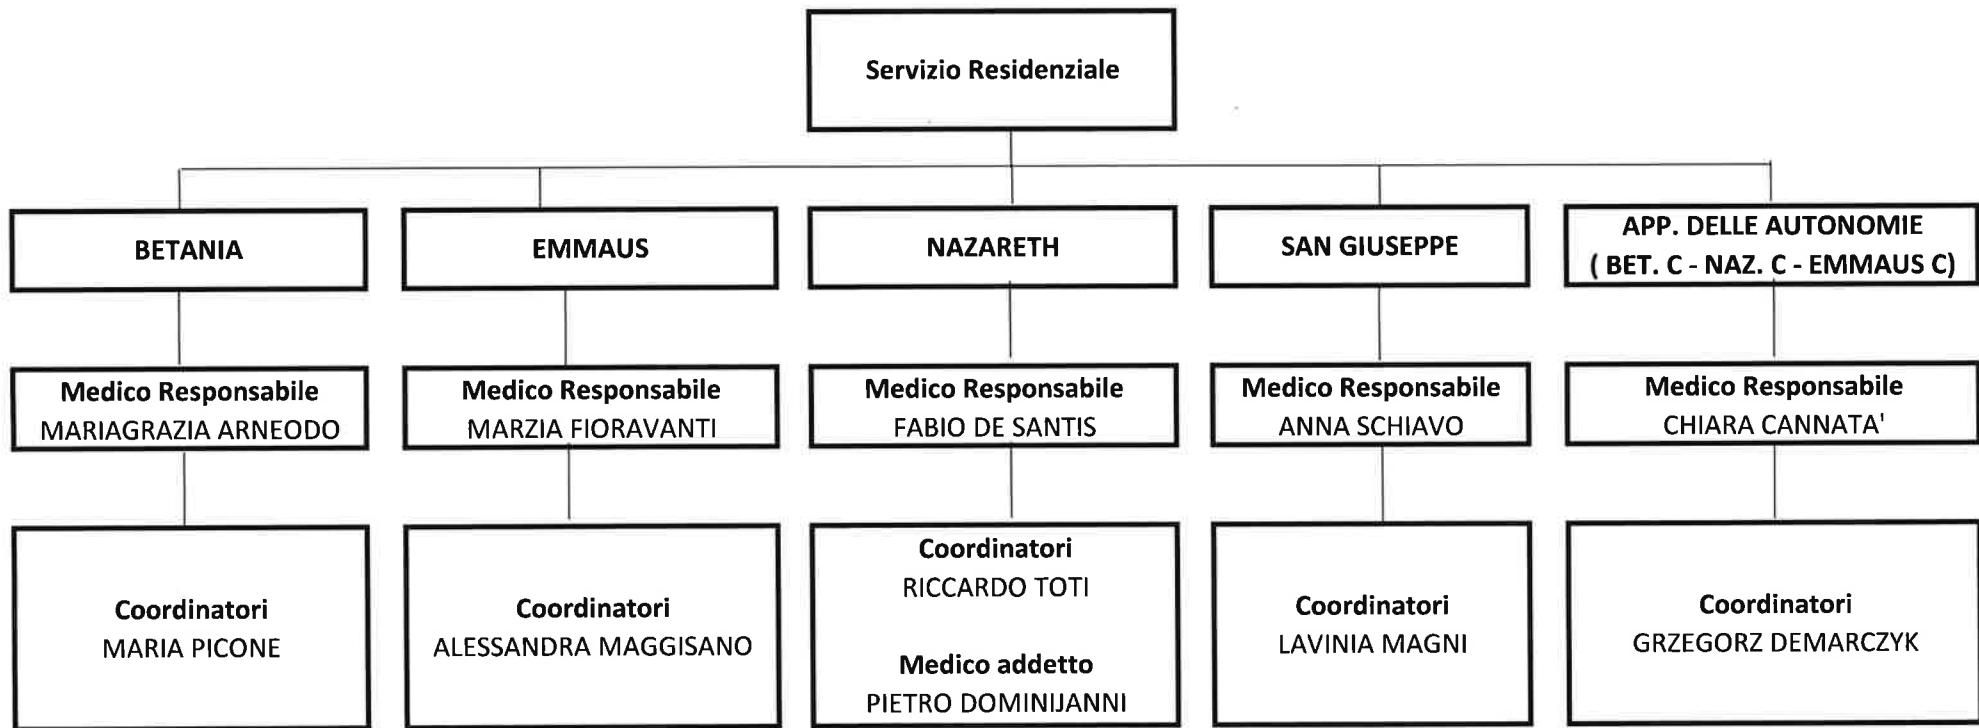 Servizio Residenziale
BETANIA
EMMAUS
NAZARETH
SAN GIUSEPPE
APP. DELLE AUTONOMIE
( BET. C - NAZ. C - EMMAUS C)
Medico Responsabile
MARIAGRAZIA ARNEODO
Medico Responsabile
MARZIA FIORAVANTI
Medico Responsabile
FABIO DE SANTIS
Medico Responsabile
ANNA SCHIAVO
Medico Responsabile
CHIARA CANNATA'
Coordinatori
MARIA PICONE
Coordinatori
ALESSANDRA MAGGISANO
Coordinatori
RICCARDO TOTI
Medico addetto
PIETRO DOMINIJANNI
Coordinatori
LAVINIA MAGNI
Coordinatori
GRZEGORZ DEMARCZYK